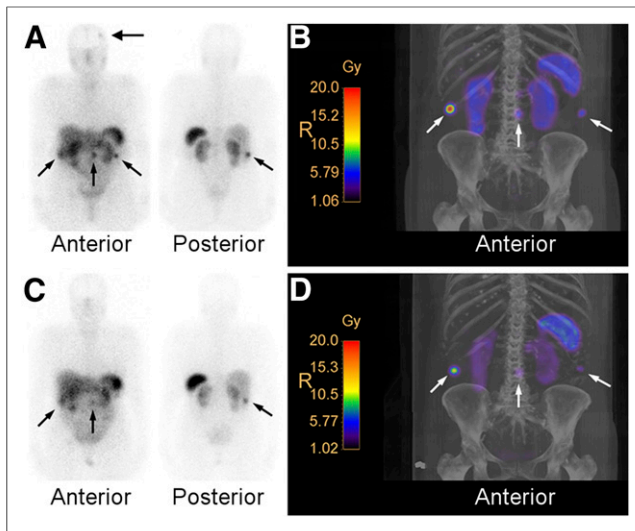 A
Anterior
Posterior
B
Gy
20.0
15.2
R
10.5
5.79
1.06
Anterior
C
Anterior
Posterior
D
Gy
20.0
15.2
R
10.5
5.77
1.02
Anterior